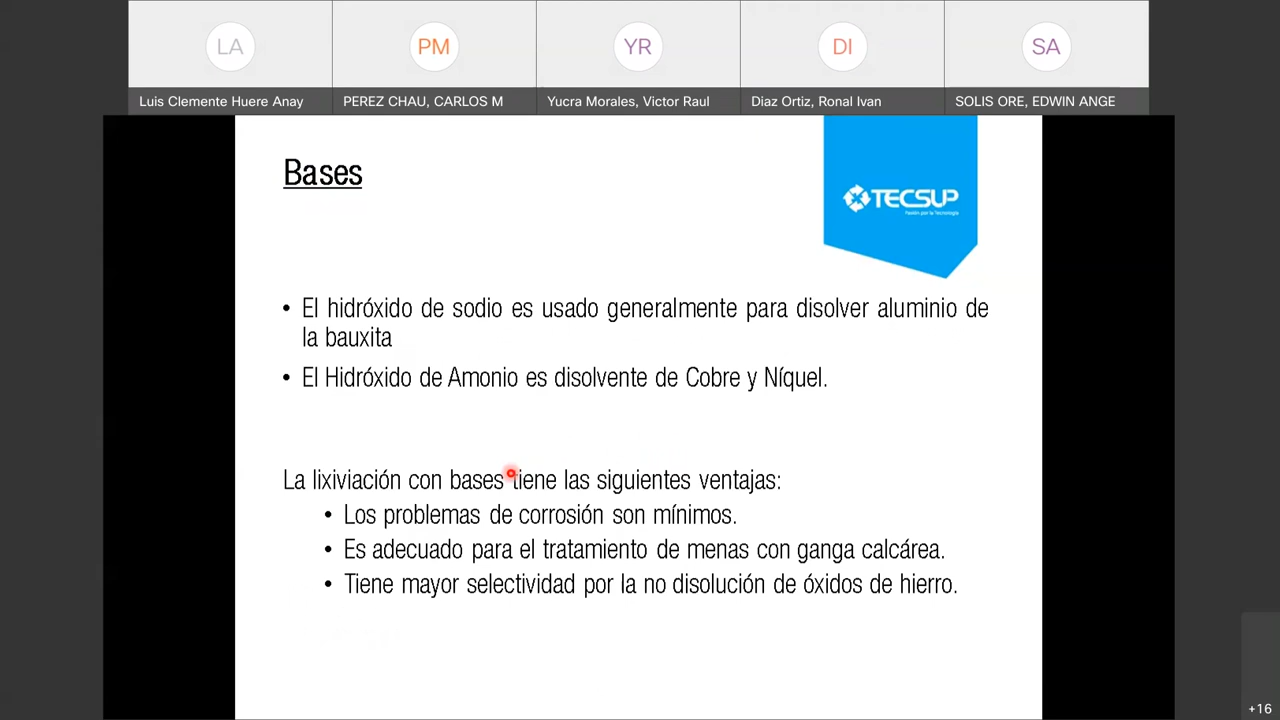 LA
PM
YR
DI
SA
Luis Clemente Huere Anay
PEREZ CHAU, CARLOS M
Yucra Morales, Victor Raul
Diaz Ortiz, Ronal Ivan
SOLIS ORE, EDWIN ANGE
Bases
TECSUP
Pasión por la Tecnología
• El hidróxido de sodio es usado generalmente para disolver aluminio de
la bauxita
• El Hidróxido de Amonio es disolvente de Cobre y Níquel.
La lixiviación con bases tiene las siguientes ventajas:
• Los problemas de corrosión son mínimos.
• Es adecuado para el tratamiento de menas con ganga calcárea.
• Tiene mayor selectividad por la no disolución de óxidos de hierro.
+16